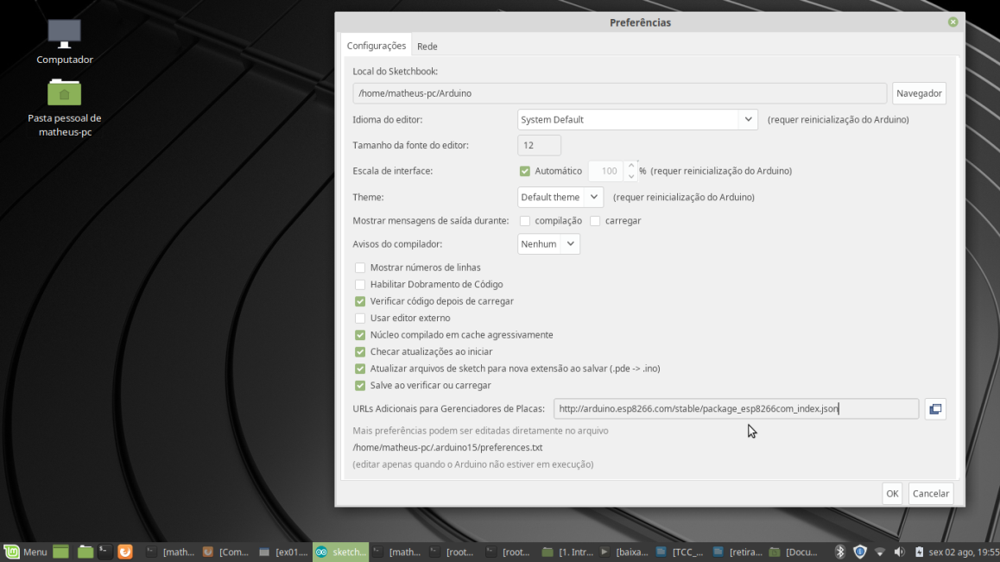 Preferências
Computador
Pasta pessoal de
matheus-pc
Configurações
Rede
Local do Sketchbook:
/home/matheus-pc/Arduino
Navegador
Idioma do editor:
System Default
(requer reinicialização do Arduino)
Tamanho da fonte do editor:
12
Escala de interface:
Automático
100
% (requer reinicialização do Arduino)
Theme:
Default theme
(requer reinicialização do Arduino)
Mostrar mensagens de saída durante:
compilação
carregar
Avisos do compilador:
Nenhum
Mostrar números de linhas
Habilitar Dobramento de Código
Verificar código depois de carregar
Usar editor externo
Núcleo compilado em cache agressivamente
Checar atualizações ao iniciar
Atualizar arquivos de sketch para nova extensão ao salvar (.pde -> .ino)
Salve ao verificar ou carregar
URLs Adicionais para Gerenciadores de Placas:
http://arduino.esp8266.com/stable/package_esp8266com_index.json
Mais preferências podem ser editadas diretamente no arquivo
/home/matheus-pc/.arduino15/preferences.txt
(editar apenas quando o Arduino não estiver em execução)
OK
Cancelar
Menu
[math...
[Com...
[ex01....
sketch...
[math...
[root...
[root...
[1. Intr...
[baixa...
[TCC_...
[retira...
[Docu...
sex 02 ago, 19:55